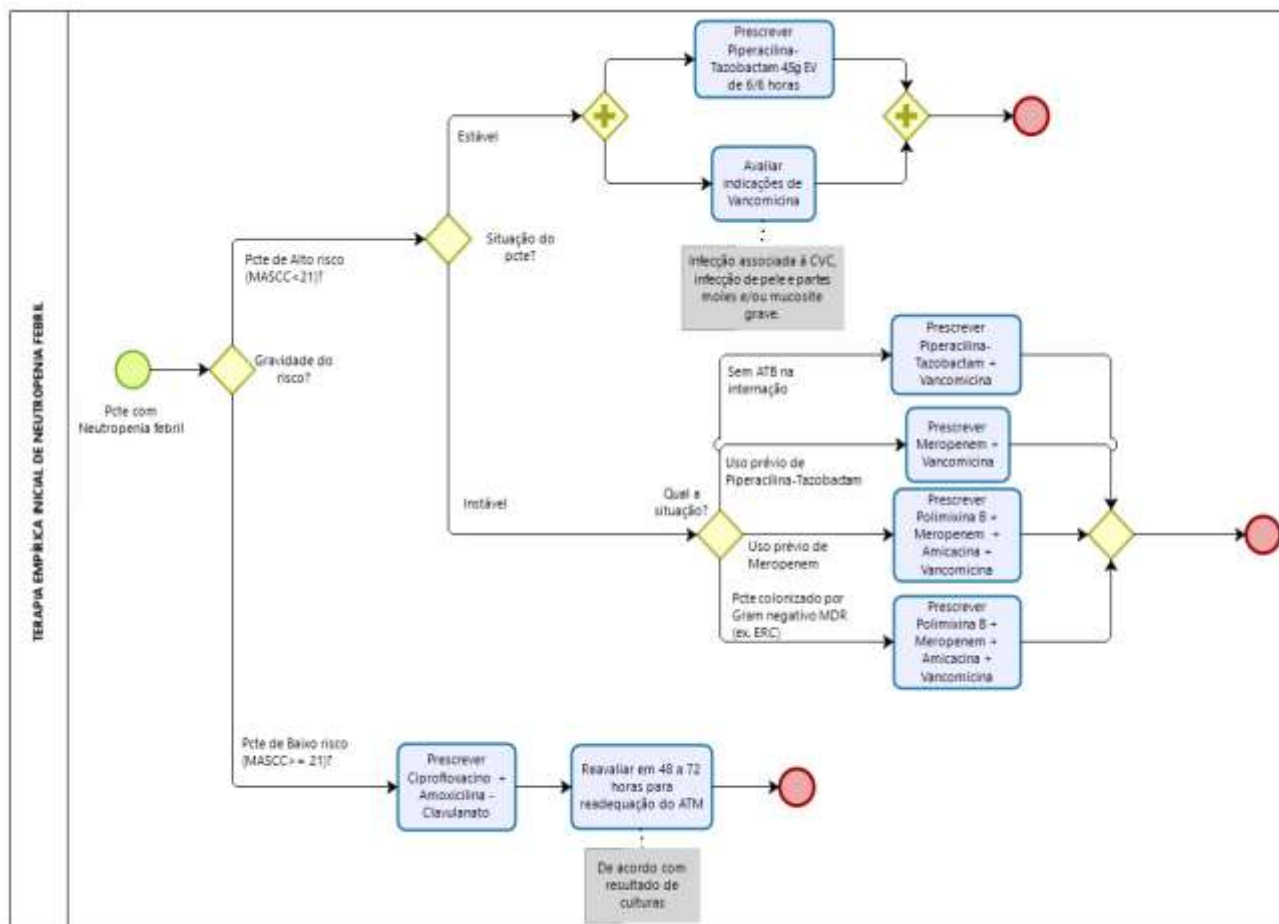 TERAPIA EMPÍRICA INICIAL DE NEUTROPENIA FEBRIL
Pcte com
Neutropenia febril
Gravidade do
risco?
Pcte de Alto risco
(MASCC<21)?
Situação do
pcte?
Estável
Prescrever
Piperacilina-
Tazobactam 4,5g EV
de 6/6 horas
Avaliar
indicações de
Vancomicina
Infecção associada á CVC,
infecção de pele e partes
moles e/ou mucosite
grave.
Instável
Qual a
situação?
Sem ATB na
internação
Prescrever
Piperacilina-
Tazobactam +
Vancomicina
Uso prévio de
Piperacilina-Tazobactam
Prescrever
Meropenem +
Vancomicina
Uso prévio de
Meropenem
Prescrever
Polimixina B +
Meropenem +
Amicacina +
Vancomicina
Pcte colonizado por
Gram negativo MDR
(ex. ERC)
Prescrever
Polimixina B +
Meropenem +
Amicacina +
Vancomicina
Pcte de Baixo risco
(MASCC>= 21)?
Prescrever
Ciprofloxacino +
Amoxicilina -
Clavulanato
Reavaliar em 48 a 72
horas para
readequação do ATM
De acordo com
resultado de
culturas